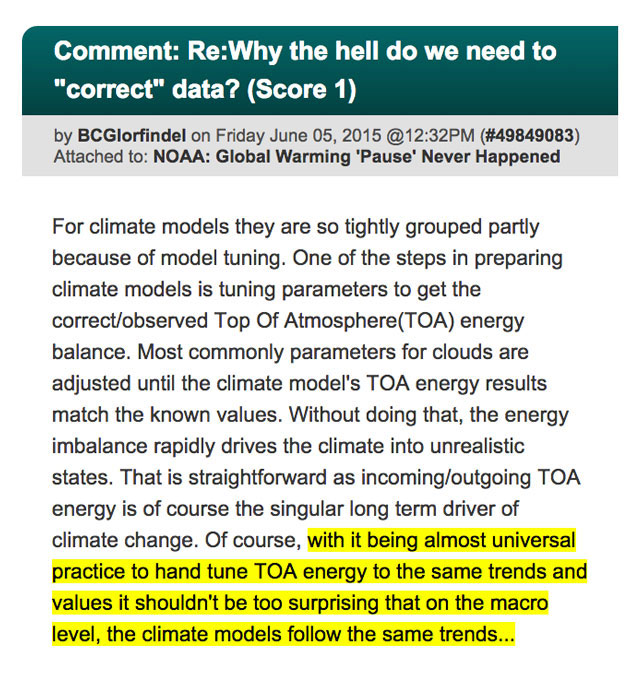 Comment: Re:Why the hell do we need to
"correct" data? (Score 1)
by BCGlorfindel on Friday June 05, 2015 @12:32PM (#49849083)
Attached to: NOAA: Global Warming 'Pause' Never Happened
For climate models they are so tightly grouped partly
because of model tuning. One of the steps in preparing
climate models is tuning parameters to get the
correct/observed Top Of Atmosphere(TOA) energy
balance. Most commonly parameters for clouds are
adjusted until the climate model's TOA energy results
match the known values. Without doing that, the energy
imbalance rapidly drives the climate into unrealistic
states. That is straightforward as incoming/outgoing TOA
energy is of course the singular long term driver of
climate change. Of course, with it being almost universal
practice to hand tune TOA energy to the same trends and
values it shouldn't be too surprising that on the macro
level, the climate models follow the same trends...